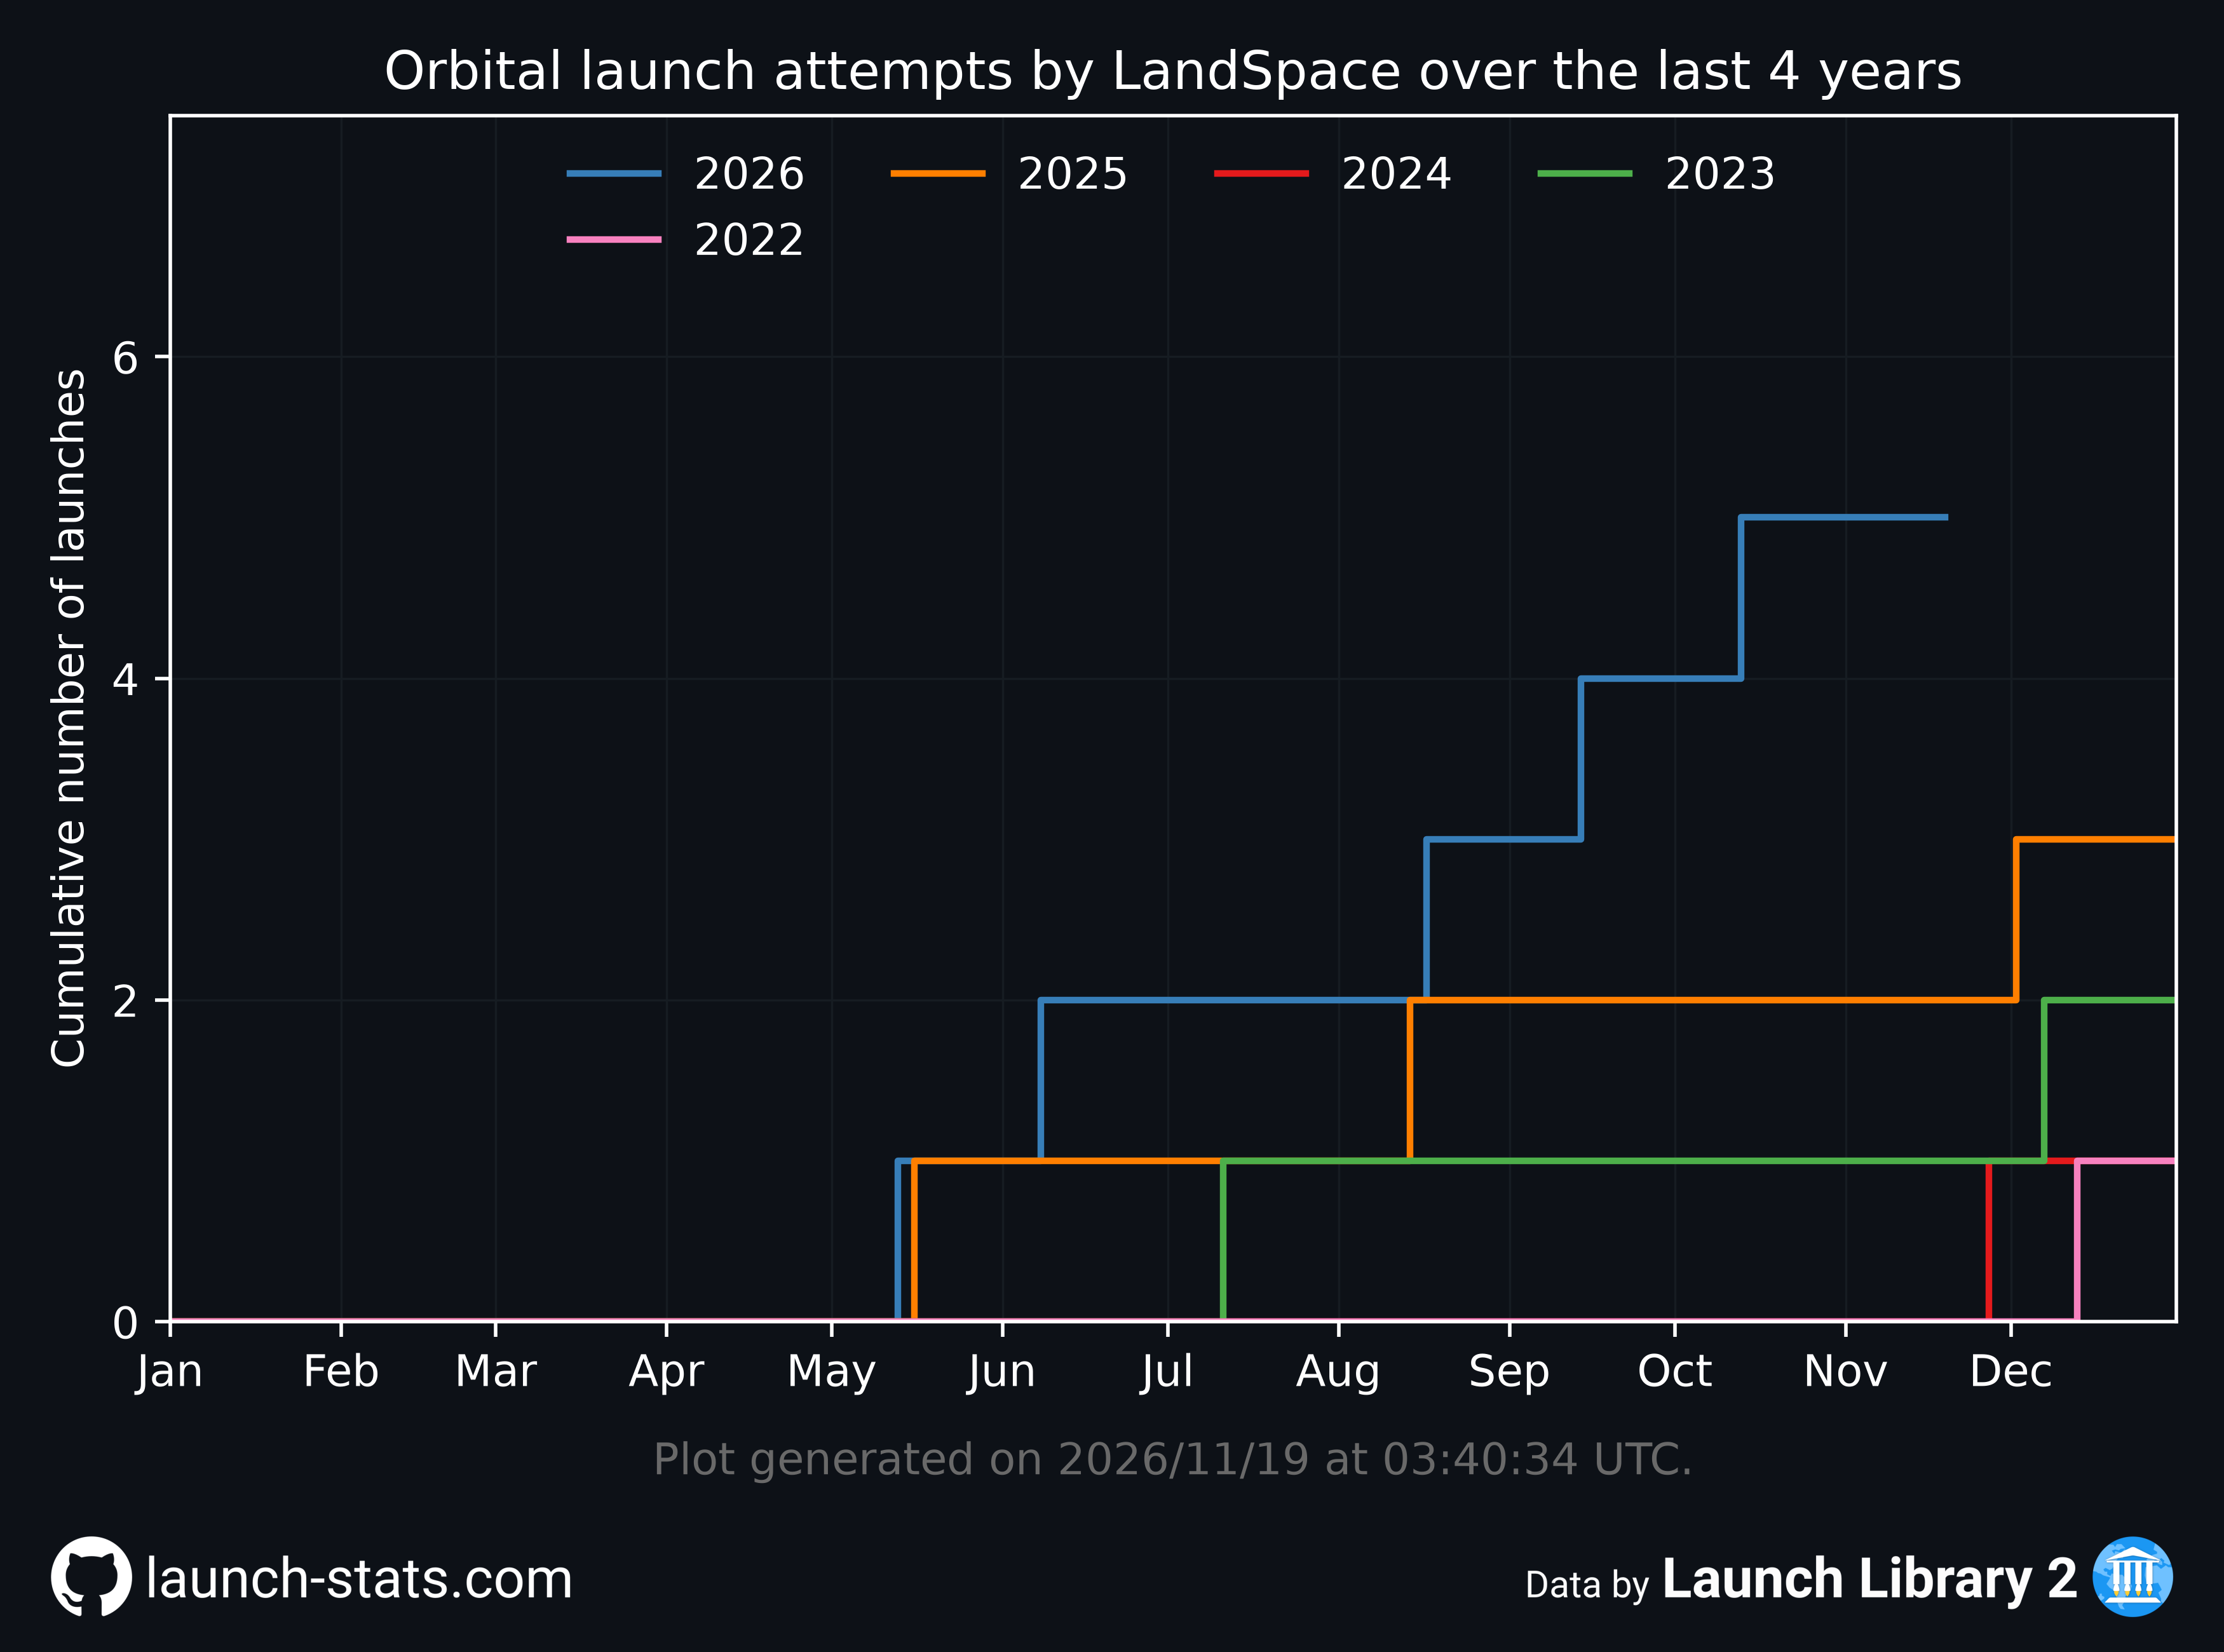 Orbital launch attempts by LandSpace over the last 4 years
2026 2025 2024 2023
2022
Cumulative number of launches
6
4
2
0
Jan Feb Mar Apr May Jun Jul Aug Sep Oct Nov Dec
Plot generated on 2026/11/19 at 03:40:34 UTC.
launch-stats.com
Data by Launch Library 2